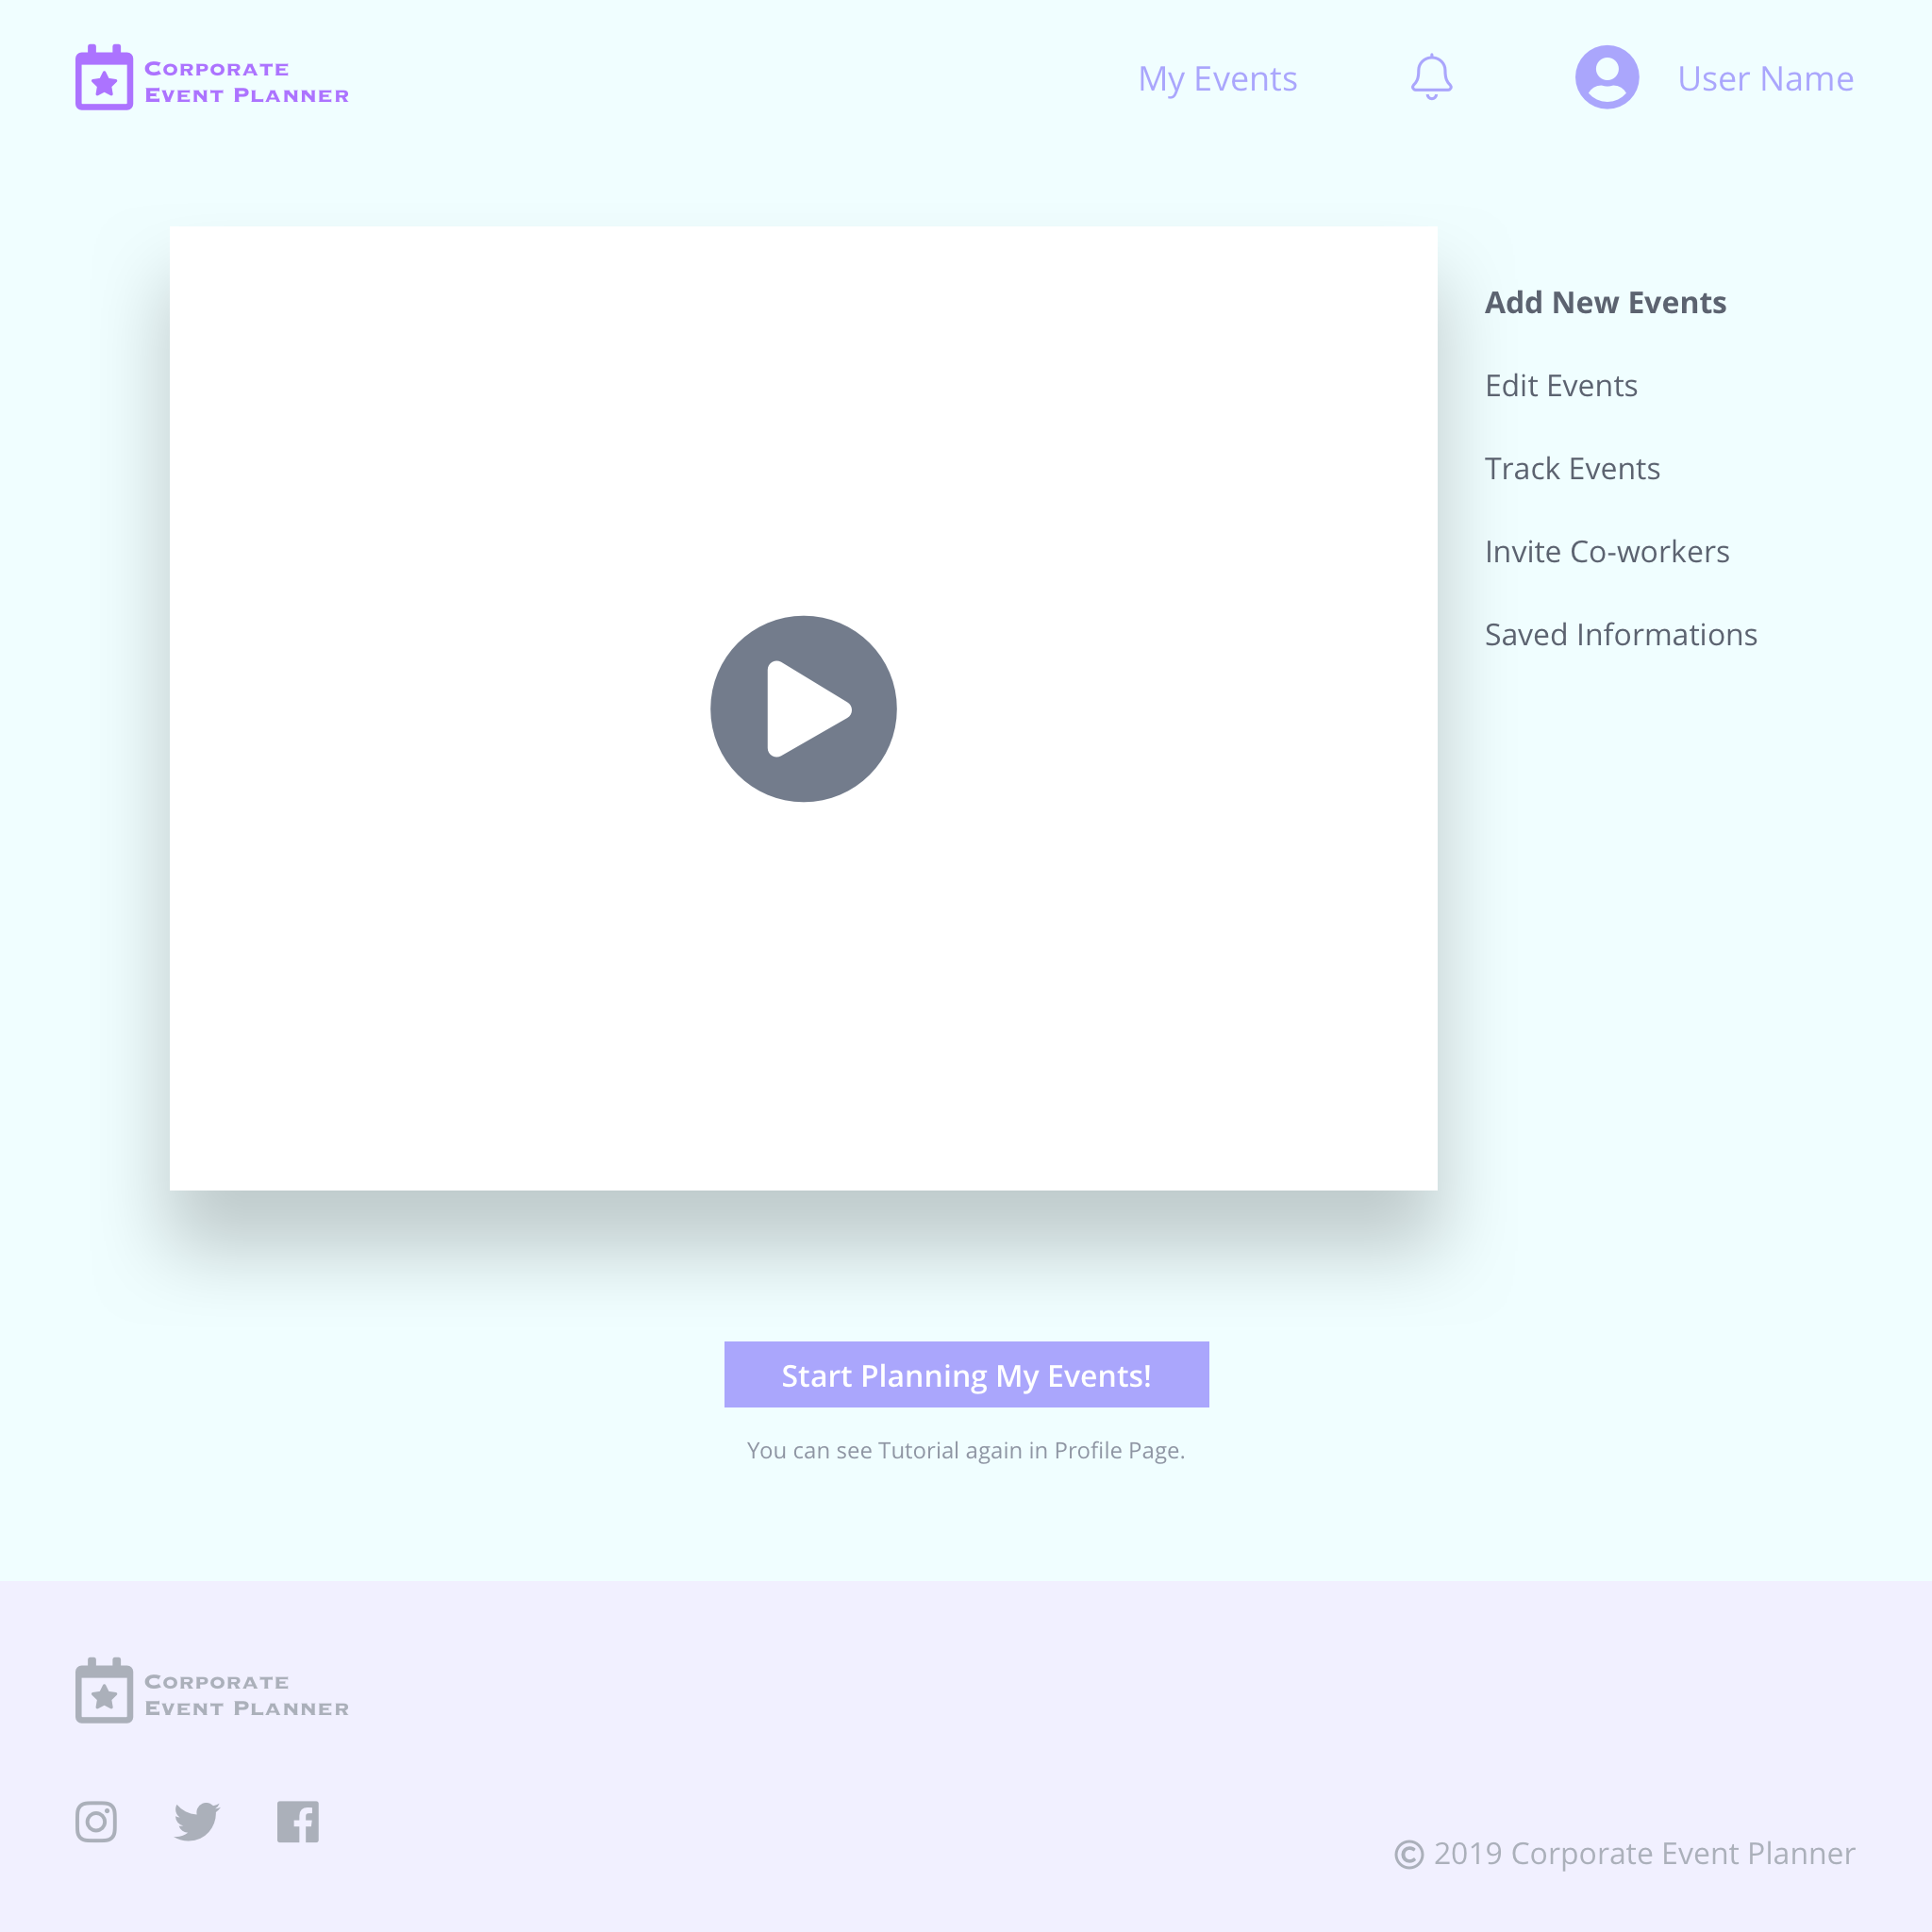 CORPORATE
EVENT PLANNER
My Events
User Name
Add New Events
Edit Events
Track Events
Invite Co-workers
Saved Informations
Start Planning My Events!
You can see Tutorial again in Profile Page.
CORPORATE
EVENT PLANNER
© 2019 Corporate Event Planner